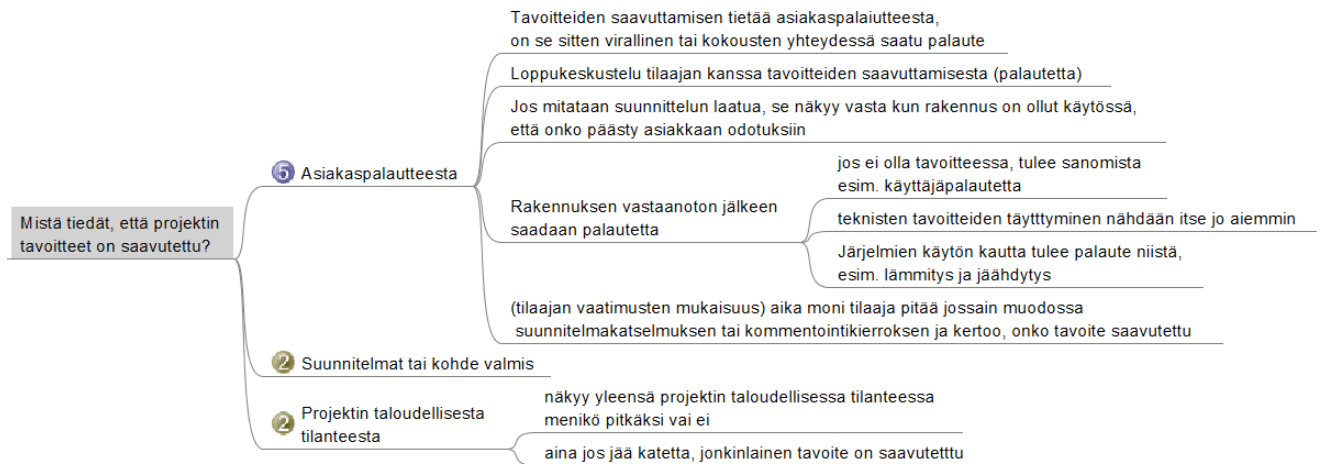 Mistä tiedät, että projektin
tavoitteet on saavutettu?
5 Asiakaspalautteesta
Tavoitteiden saavuttamisen tietää asiakaspalaiutteesta,
on se sitten virallinen tai kokousten yhteydessä saatu palaute
Loppukeskustelu tilaajan kanssa tavoitteiden saavuttamisesta (palautetta)
Jos mitataan suunnittelun laatua, se näkyy vasta kun rakennus on ollut käytössä,
että onko päästy asiakkaan odotuksiin
Rakennuksen vastaanoton jälkeen
saadaan palautetta
jos ei olla tavoitteessa, tulee sanomista
esim. käyttäjäpalautetta
teknisten tavoitteiden täytttyminen nähdään itse jo aiemmin
Järjelmien käytön kautta tulee palaute niistä,
esim. lämmitys ja jäähdytys
(tilaajan vaatimusten mukaisuus) aika moni tilaaja pitää jossain muodossa
suunnitelmakatselmuksen tai kommentointikierroksen ja kertoo, onko tavoite saavutettu
2 Suunnitelmat tai kohde valmis
2 Projektin taloudellisesta
tilanteesta
näkyy yleensä projektin taloudellisessa tilanteessa
menikö pitkäksi vai ei
aina jos jää katetta, jonkinlainen tavoite on saavutetttu